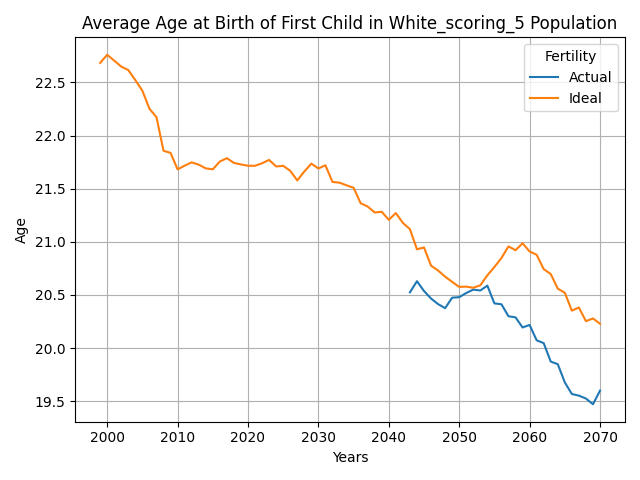 Average Age at Birth of First Child in White_scoring_5 Population
Fertility
Actual
Ideal
Age
22.5
22.0
21.5
21.0
20.5
20.0
19.5
2000 2010 2020 2030 2040 2050 2060 2070
Years